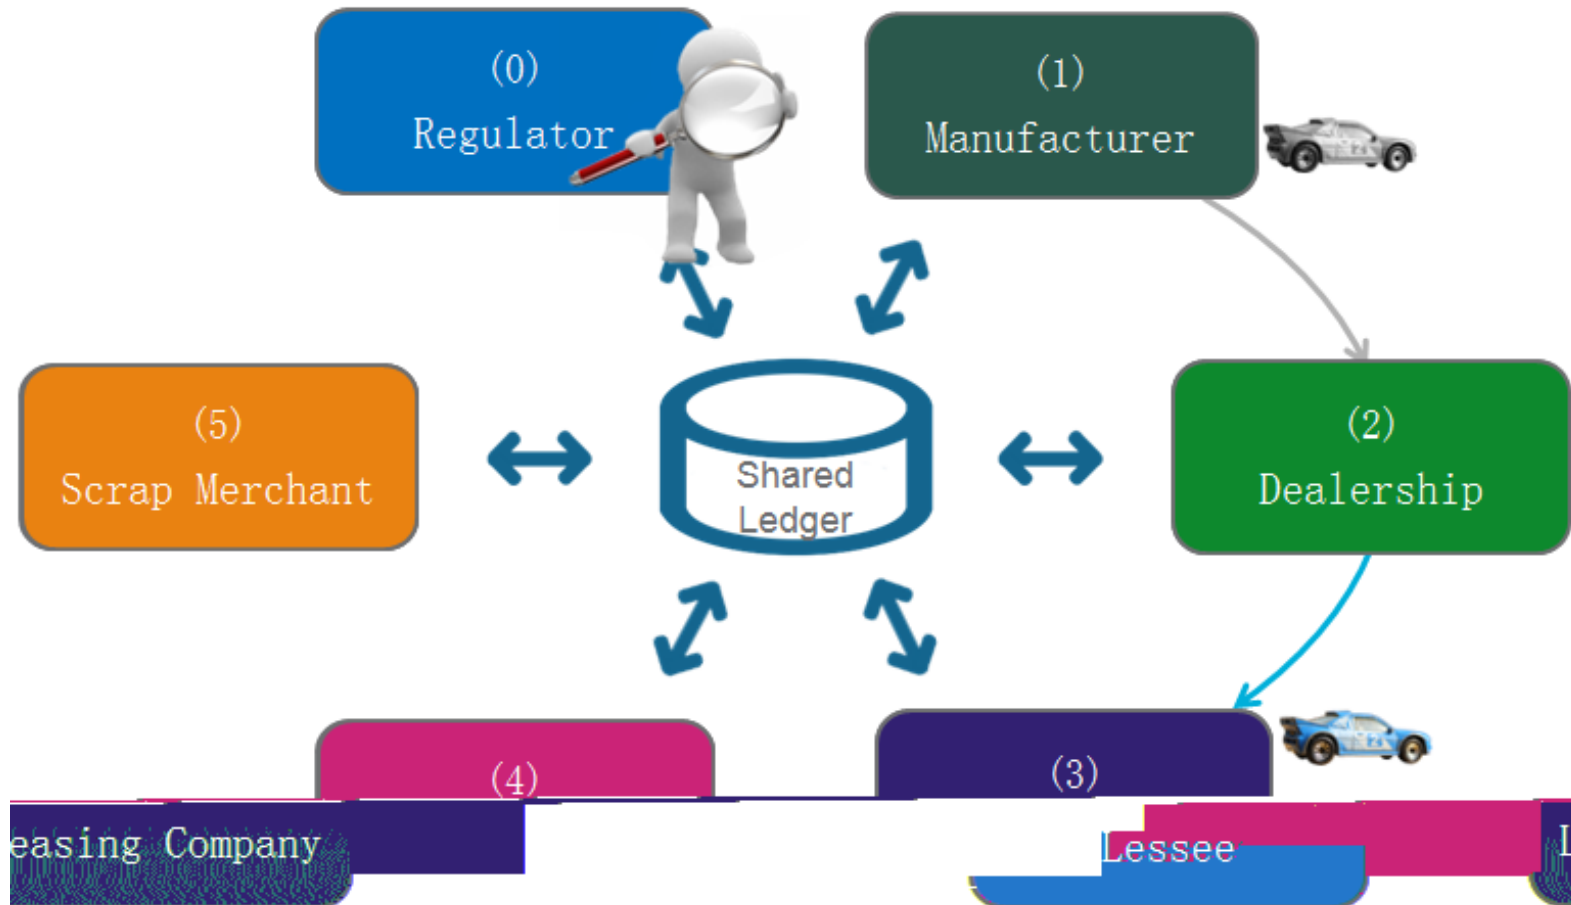 (0)
Regulator
(1)
Manufacturer
(5)
Scrap Merchant
Shared
Ledger
(2)
Dealership
(4)
(3)
easing Company
Lessee
L